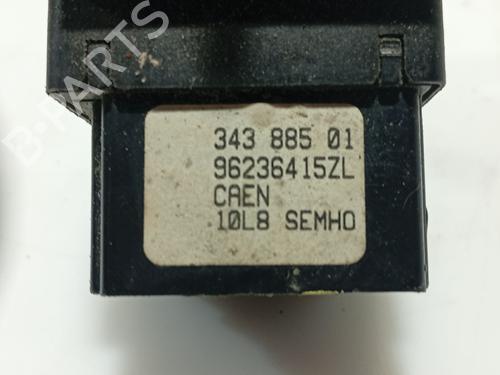 B-PARTS
343 885 01
96236415ZL
CAEN
10L8 SEMHO